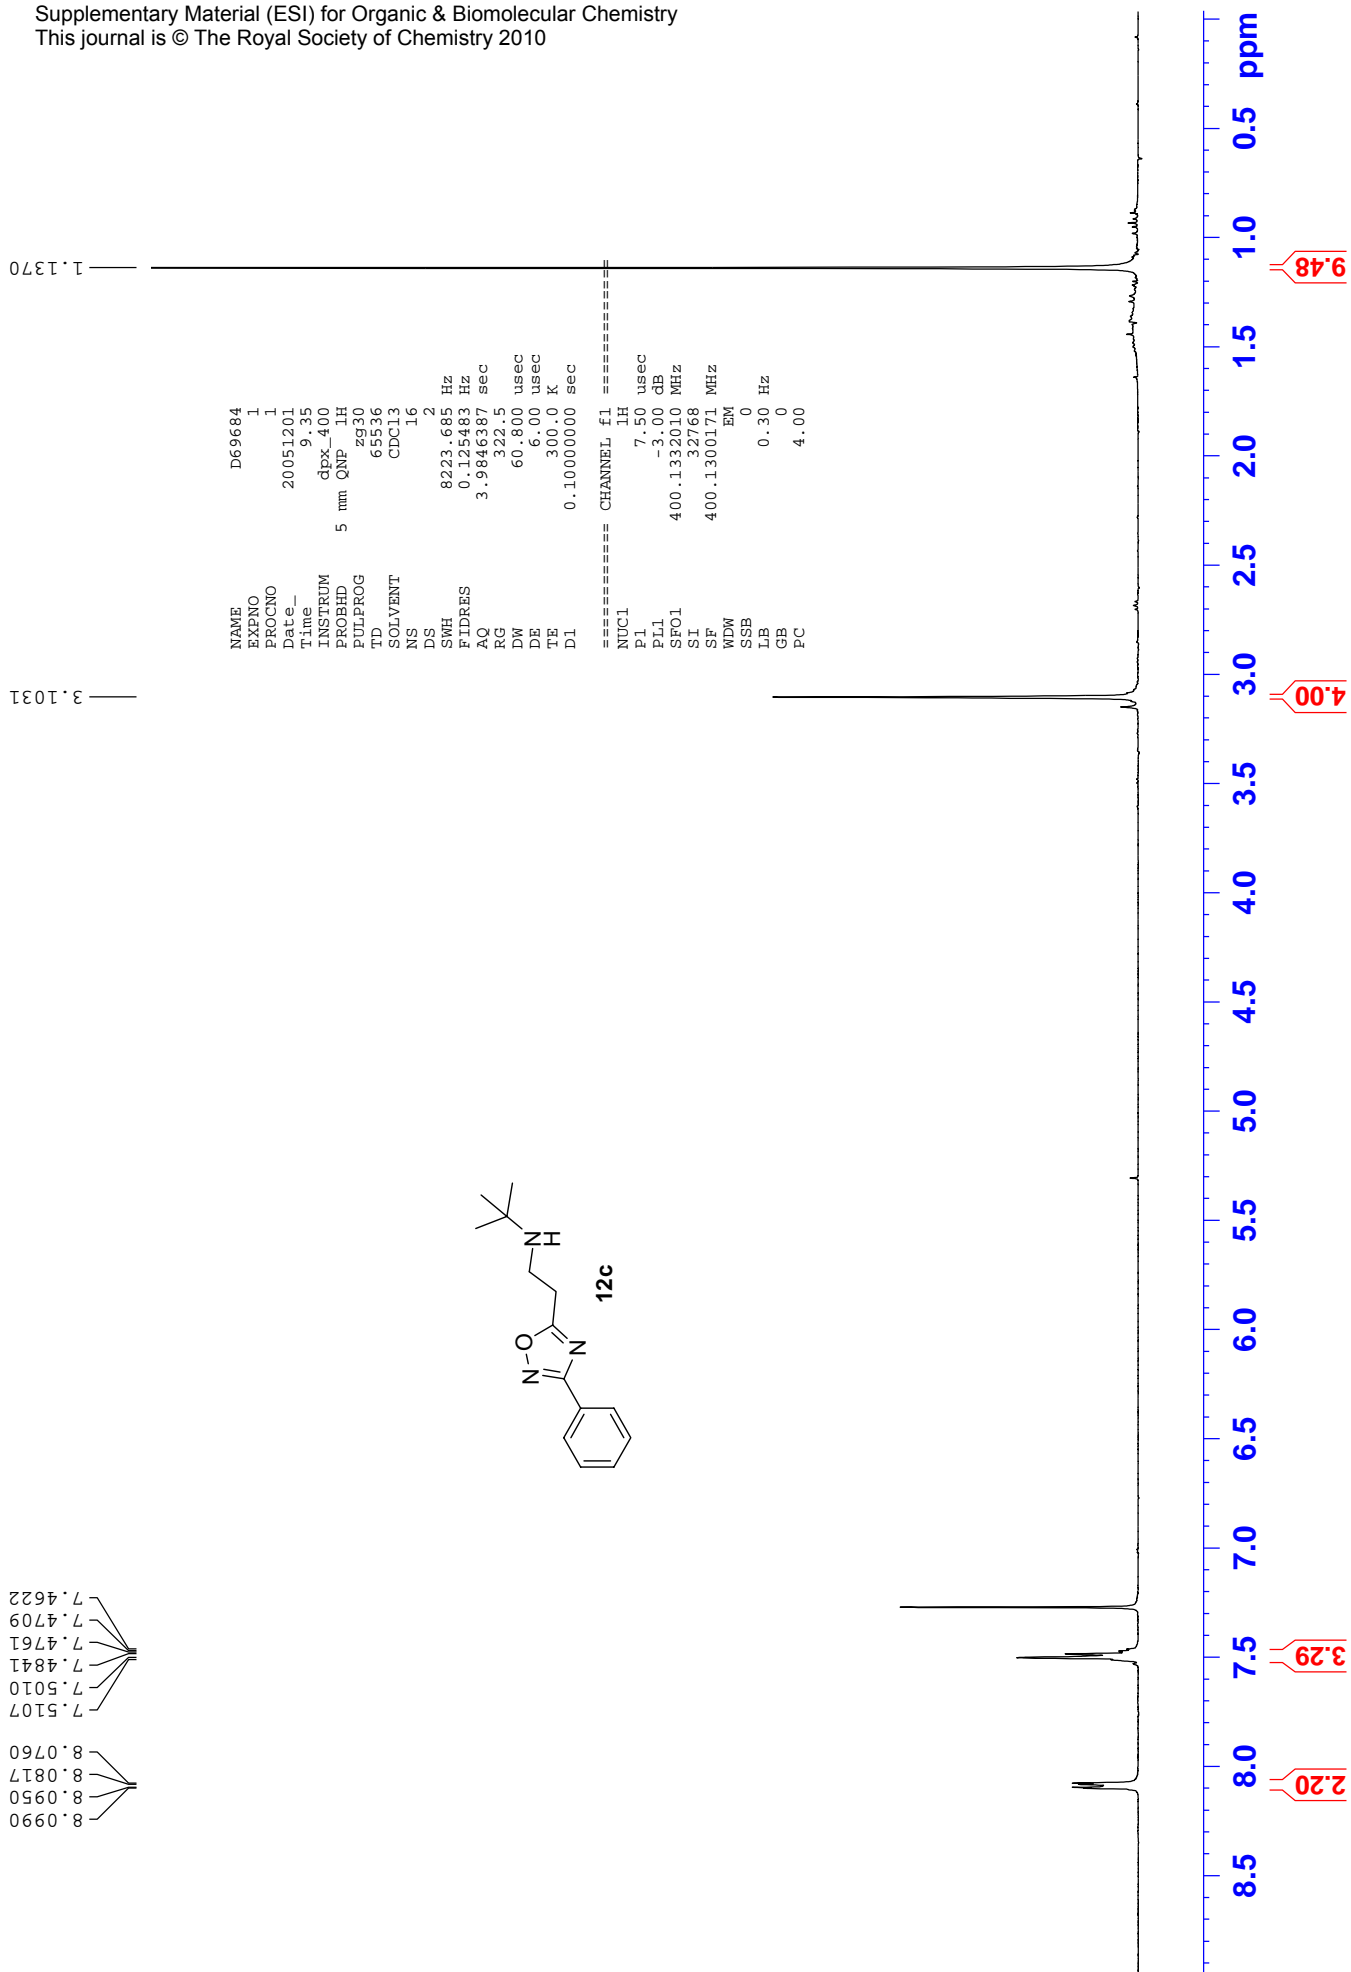 Supplementary Material (ESI) for Organic & Biomolecular Chemistry
This journal is © The Royal Society of Chemistry 2010
8.0990
8.0950
8.0817
8.0760
7.5107
7.5010
7.4841
7.4761
7.4709
7.4622
3.1031
1.1370
NAME D69684
EXPNO 1
PROCNO 1
Date_ 20051201
Time 9.35
INSTRUM dpx_400
PROBHD 5 mm QNP 1H
PULPROG zg30
TD 65536
SOLVENT CDCl3
NS 16
DS 2
SWH 8223.685 Hz
FIDRES 0.125483 Hz
AQ 3.9846387 sec
RG 322.5
DW 60.800 usec
DE 6.00 usec
TE 300.0 K
D1 0.10000000 sec
======== CHANNEL f1 ========
NUC1 1H
P1 7.50 usec
PL1 -3.00 dB
SFO1 400.1332010 MHz
SI 32768
SF 400.1300171 MHz
WDW EM
SSB 0
LB 0.30 Hz
GB 0
PC 4.00
N
O
N
N
H
12c
8.5 8.0 7.5 7.0 6.5 6.0 5.5 5.0 4.5 4.0 3.5 3.0 2.5 2.0 1.5 1.0 0.5 ppm
2.20
3.29
4.00
9.48